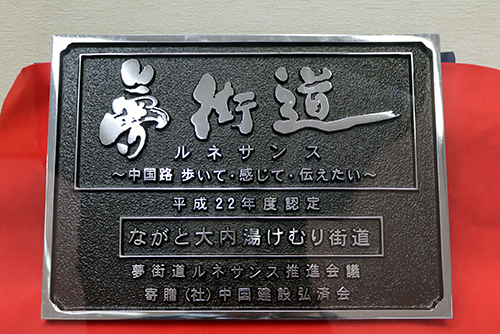 夢街道
ルネサンス
～中国路 歩いて・感じて・伝えたい～
平成22年度認定
ながと大内湯けむり街道
夢街道ルネサンス推進会議
寄贈(社)中国建設弘済会